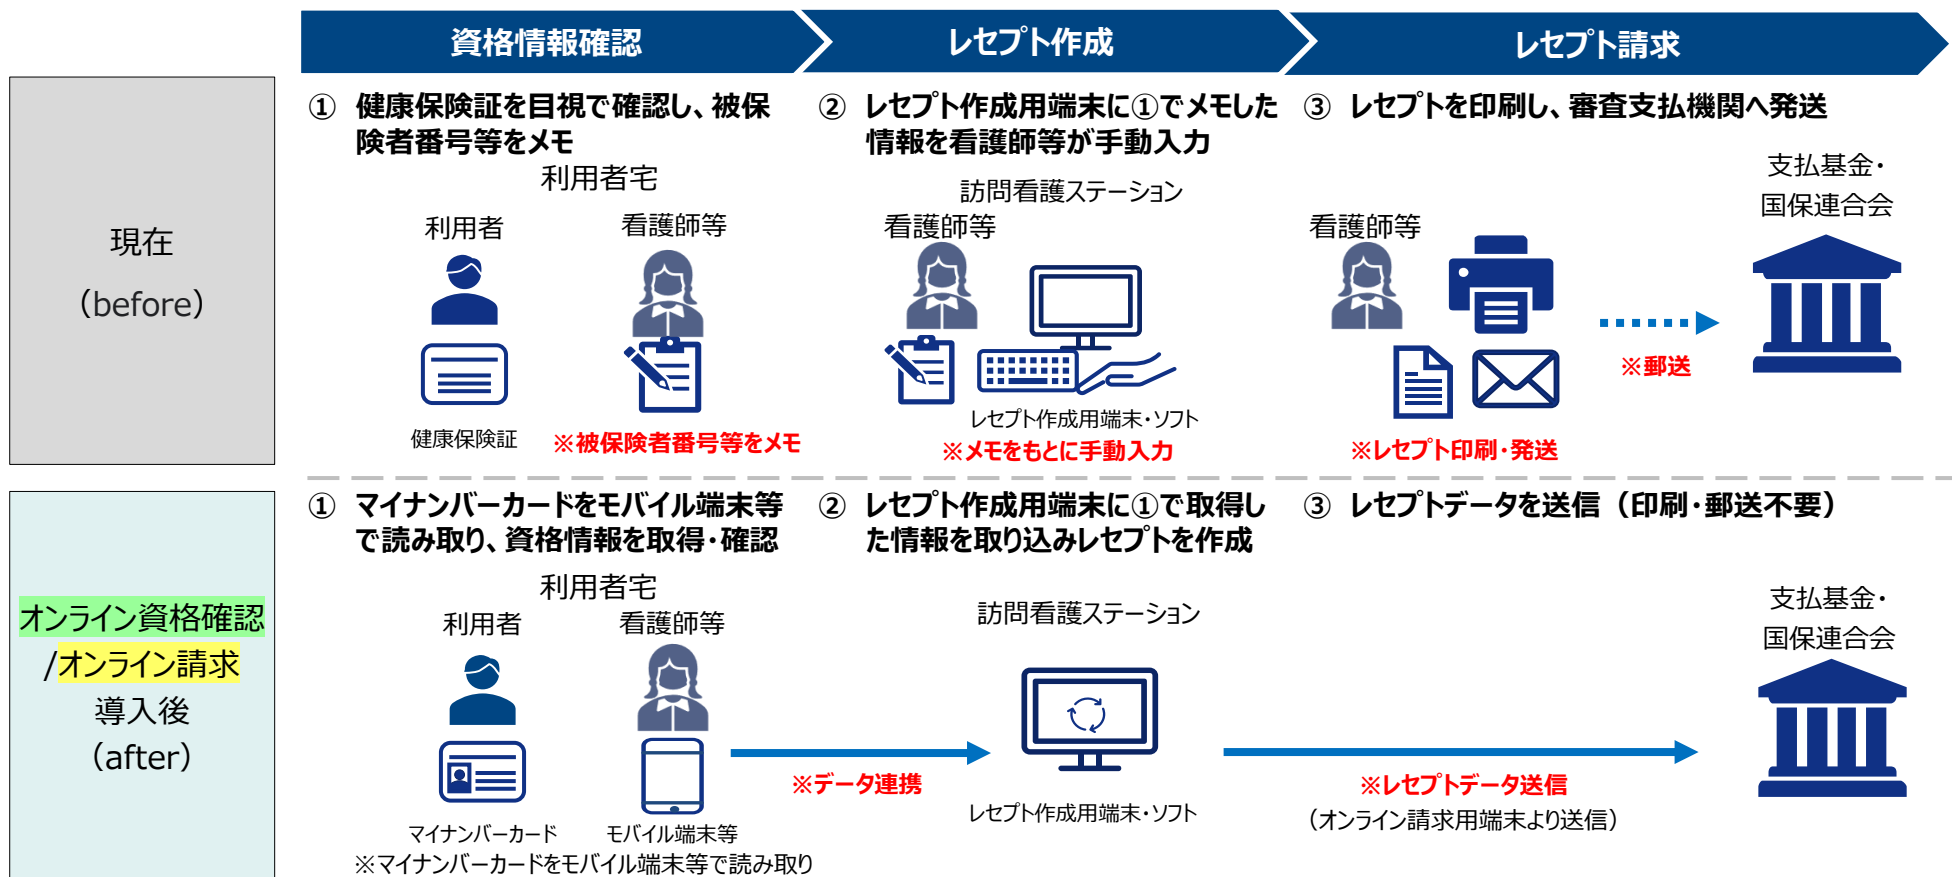 資格情報確認
レセプト作成
レセプト請求
現在
（before）
① 健康保険証を目視で確認し、被保
険者番号等をメモ
利用者宅
利用者
看護師等
健康保険証
※被保険者番号等をメモ
② レセプト作成用端末に①でメモした
情報を看護師等が手動入力
訪問看護ステーション
看護師等
レセプト作成用端末・ソフト
※メモをもとに手動入力
③ レセプトを印刷し、審査支払機関へ発送
看護師等
※レセプト印刷・発送
※郵送
支払基金・
国保連合会
オンライン資格確認
/オンライン請求
導入後
（after）
① マイナンバーカードをモバイル端末等
で読み取り、資格情報を取得・確認
利用者宅
利用者
看護師等
マイナンバーカード
モバイル端末等
※マイナンバーカードをモバイル端末等で読み取り
※データ連携
② レセプト作成用端末に①で取得し
た情報を取り込みレセプトを作成
訪問看護ステーション
レセプト作成用端末・ソフト
③ レセプトデータを送信（印刷・郵送不要）
※レセプトデータ送信
（オンライン請求用端末より送信）
支払基金・
国保連合会